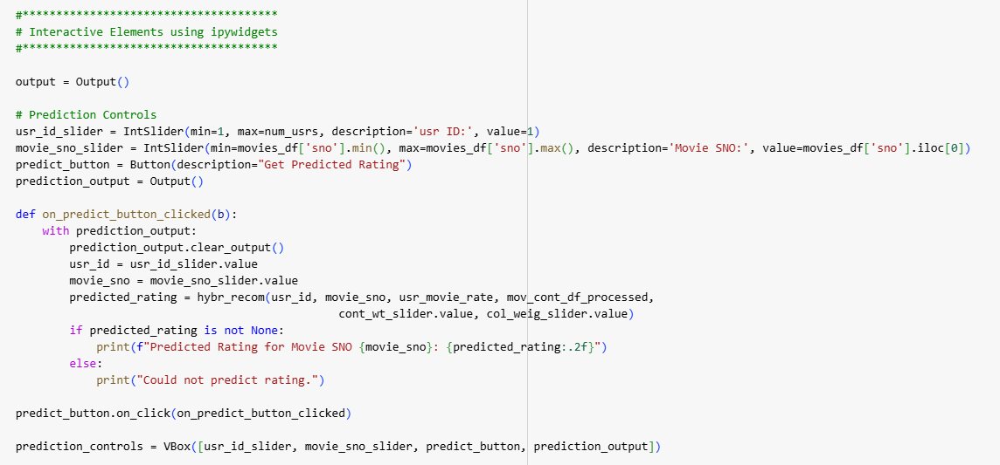 #**************************************
# Interactive Elements using ipywidgets
#**************************************
output = Output()
# Prediction Controls
usr_id_slider = IntSlider(min=1, max=num_usrs, description='usr ID:', value=1)
movie_sno_slider = IntSlider(min=movies_df['sno'].min(), max=movies_df['sno'].max(), description='Movie SNO:', value=movies_df['sno'].iloc[0])
predict_button = Button(description="Get Predicted Rating")
prediction_output = Output()
def on_predict_button_clicked(b):
    with prediction_output:
        prediction_output.clear_output()
        usr_id = usr_id_slider.value
        movie_sno = movie_sno_slider.value
        predicted_rating = hybr_recom(usr_id, movie_sno, usr_movie_rate, mov_cont_df_processed,
                                                cont_wt_slider.value, col_weig_slider.value)
        if predicted_rating is not None:
            print(f"Predicted Rating for Movie SNO {movie_sno}: {predicted_rating:.2f}")
        else:
            print("Could not predict rating.")
predict_button.on_click(on_predict_button_clicked)
prediction_controls = VBox([usr_id_slider, movie_sno_slider, predict_button, prediction_output])